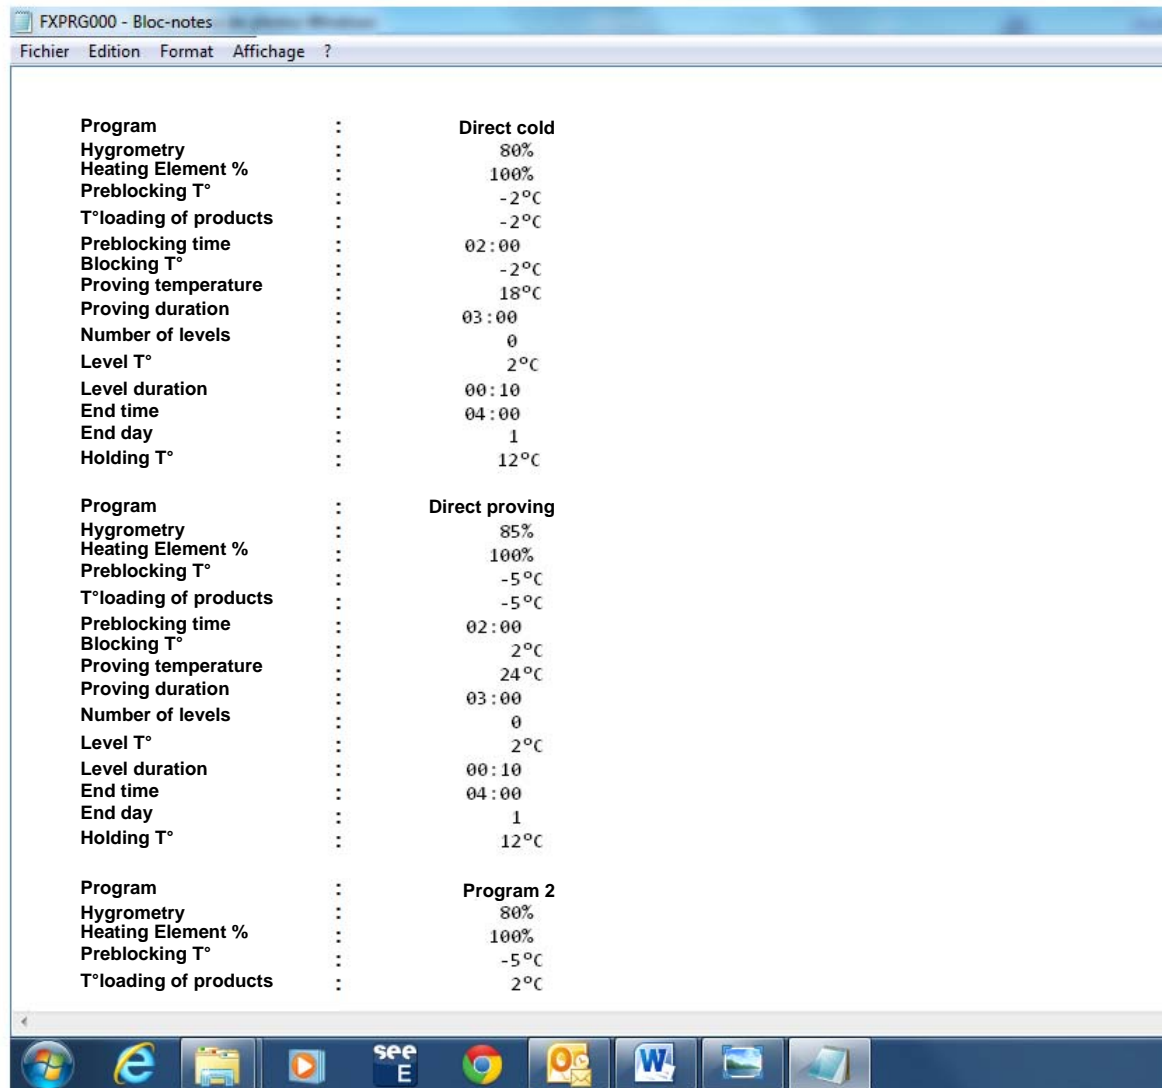 FXPRG000 - Bloc-notes
Fichier Edition Format Affichage ?
Program : Direct cold
Hygrometry : 80%
Heating Element % : 100%
Preblocking T° : -2°C
T°loading of products : -2°C
Preblocking time : 02:00
Blocking T° : -2°C
Proving temperature : 18°C
Proving duration : 03:00
Number of levels : 0
Level T° : 2°C
Level duration : 00:10
End time : 04:00
End day : 1
Holding T° : 12°C
Program : Direct proving
Hygrometry : 85%
Heating Element % : 100%
Preblocking T° : -5°C
T°loading of products : -5°C
Preblocking time : 02:00
Blocking T° : 2°C
Proving temperature : 24°C
Proving duration : 03:00
Number of levels : 0
Level T° : 2°C
Level duration : 00:10
End time : 04:00
End day : 1
Holding T° : 12°C
Program : Program 2
Hygrometry : 80%
Heating Element % : 100%
Preblocking T° : -5°C
T°loading of products : 2°C
see
E
W